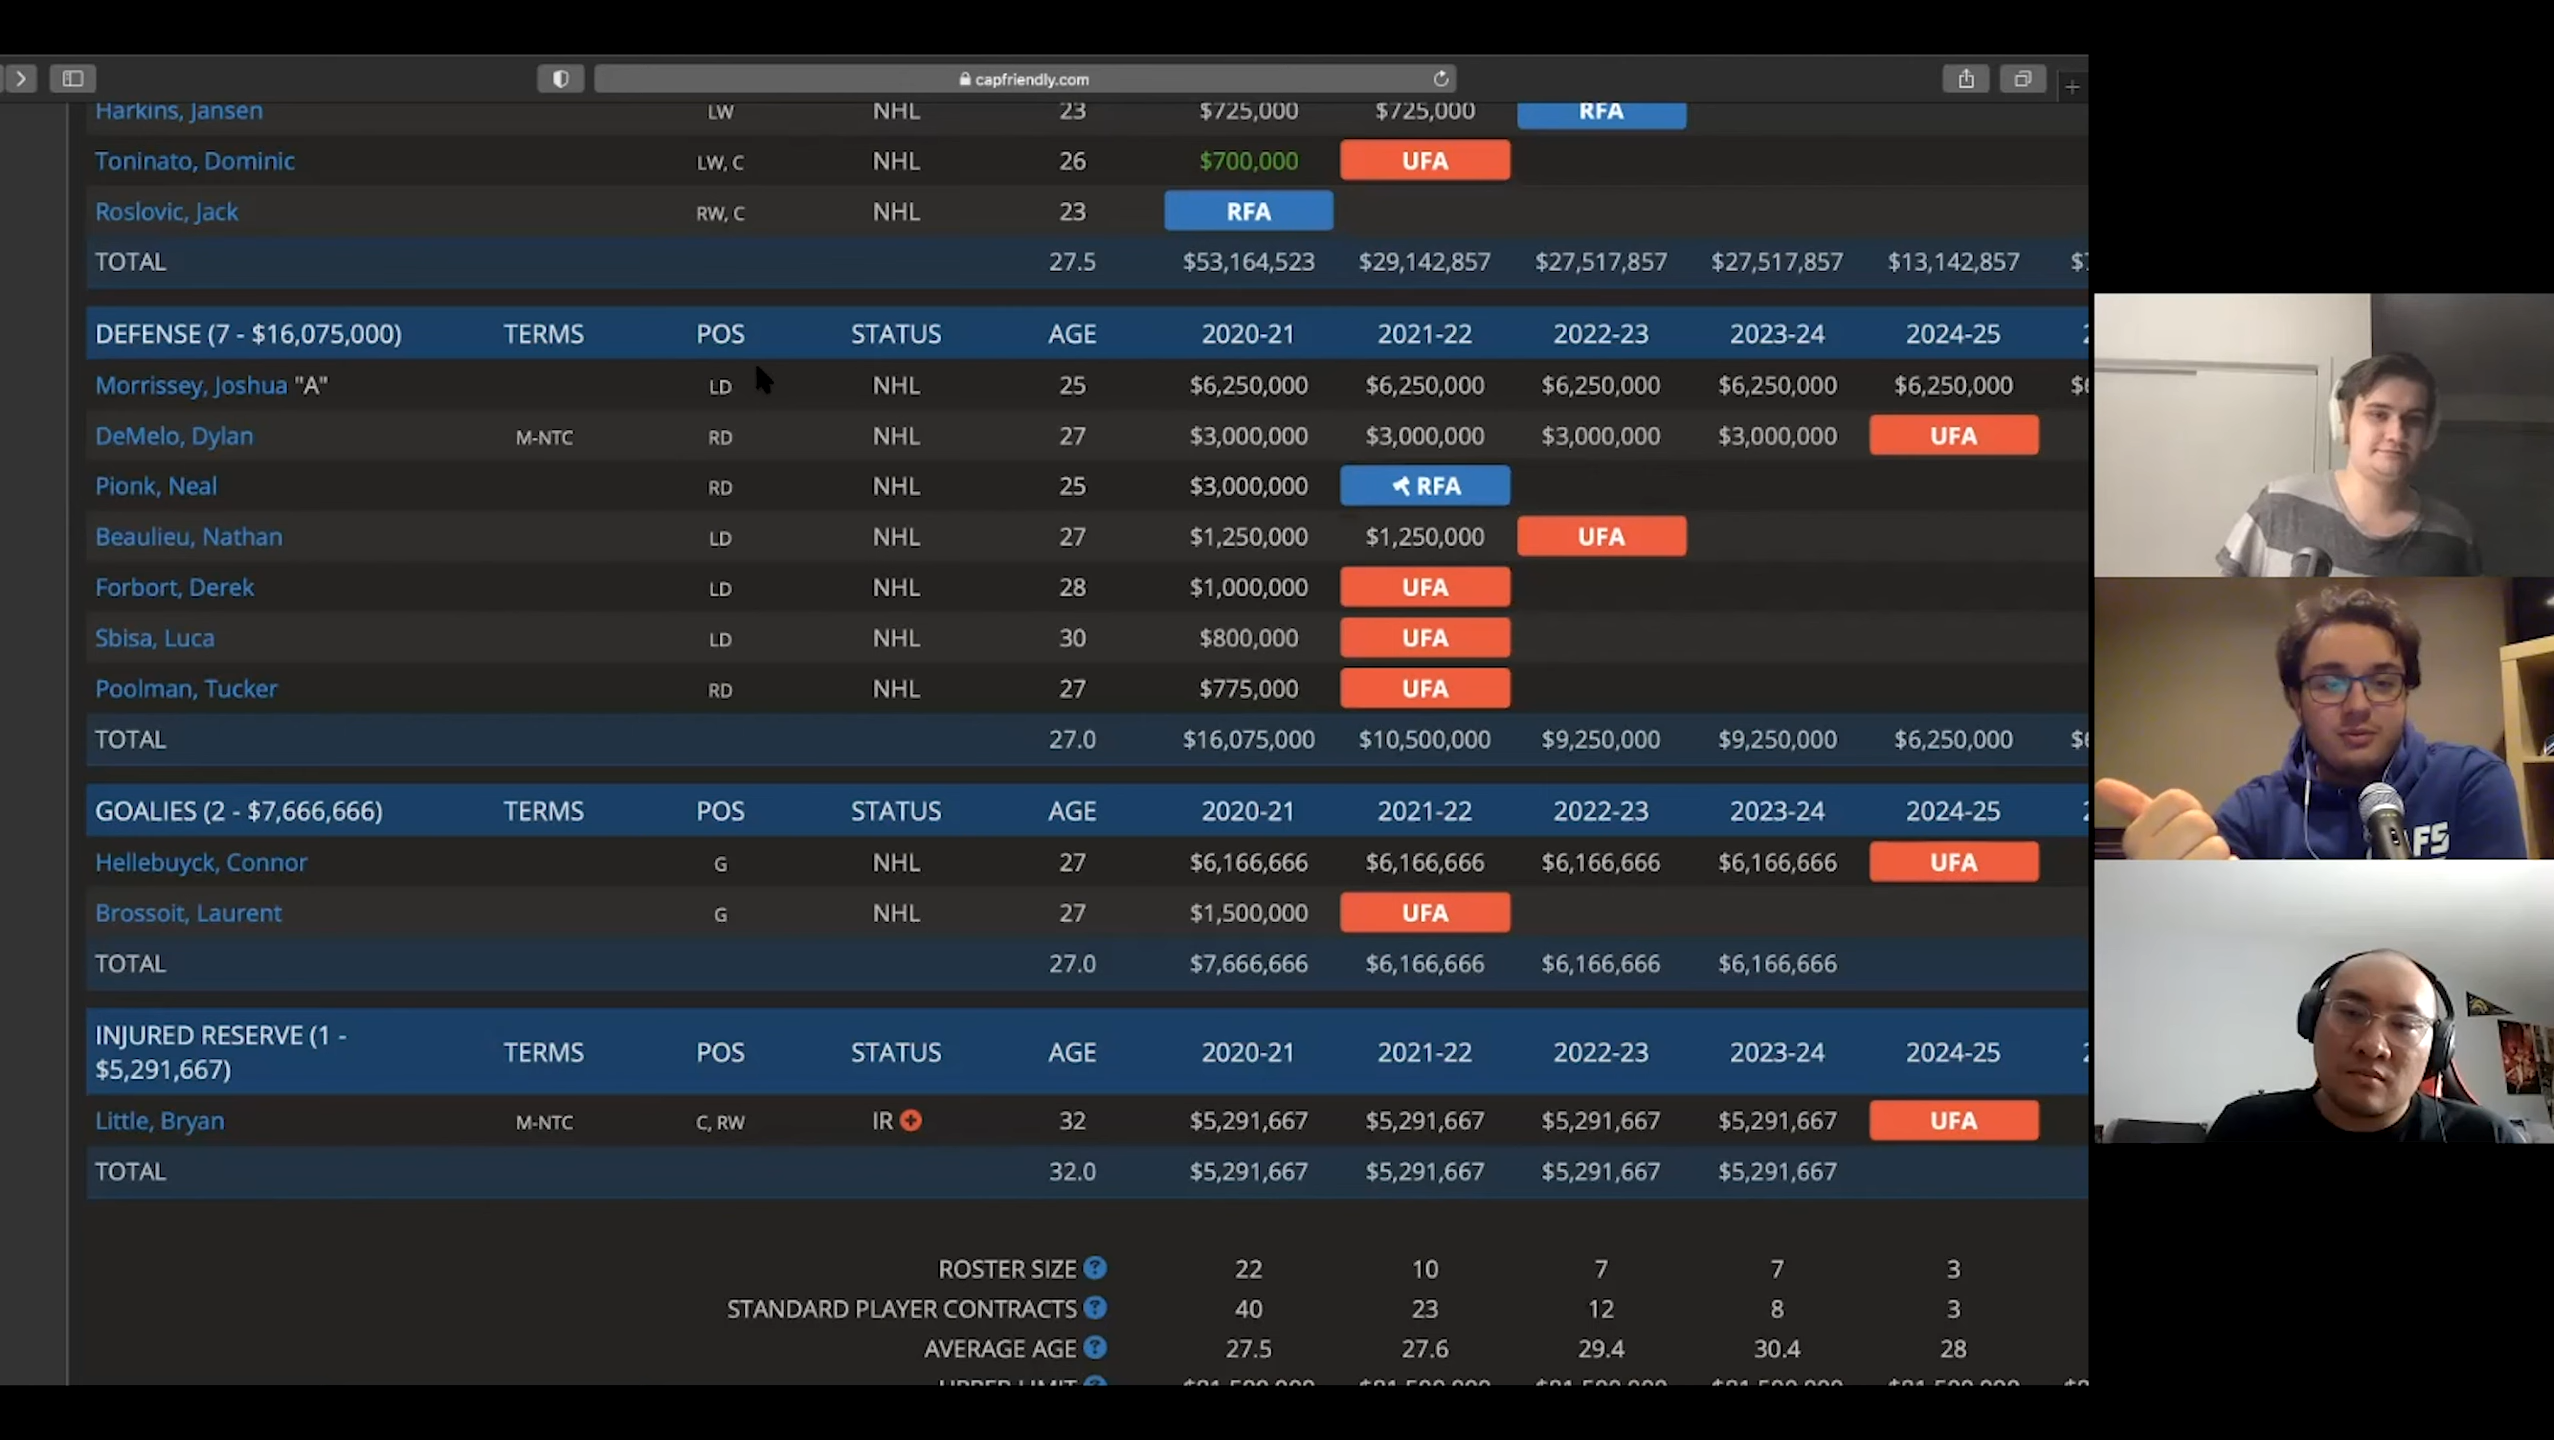 capfriendly.com
Harkins, Jansen LW NHL 23 $725,000 $725,000 RFA
Toninato, Dominic LW, C NHL 26 $700,000 UFA
Roslovic, Jack RW, C NHL 23 RFA
TOTAL 27.5 $53,164,523 $29,142,857 $27,517,857 $27,517,857 $13,142,857
DEFENSE (7 - $16,075,000) TERMS POS STATUS AGE 2020-21 2021-22 2022-23 2023-24 2024-25
Morrissey, Joshua "A" LD NHL 25 $6,250,000 $6,250,000 $6,250,000 $6,250,000 $6,250,000
DeMelo, Dylan M-NTC RD NHL 27 $3,000,000 $3,000,000 $3,000,000 $3,000,000 UFA
Pionk, Neal RD NHL 25 $3,000,000 RFA
Beaulieu, Nathan LD NHL 27 $1,250,000 $1,250,000 UFA
Forbort, Derek LD NHL 28 $1,000,000 UFA
Sbisa, Luca LD NHL 30 $800,000 UFA
Poolman, Tucker RD NHL 27 $775,000 UFA
TOTAL 27.0 $16,075,000 $10,500,000 $9,250,000 $9,250,000 $6,250,000
GOALIES (2 - $7,666,666) TERMS POS STATUS AGE 2020-21 2021-22 2022-23 2023-24 2024-25
Hellebuyck, Connor G NHL 27 $6,166,666 $6,166,666 $6,166,666 $6,166,666 UFA
Brossoit, Laurent G NHL 27 $1,500,000 UFA
TOTAL 27.0 $7,666,666 $6,166,666 $6,166,666 $6,166,666
INJURED RESERVE (1 -
$5,291,667) TERMS POS STATUS AGE 2020-21 2021-22 2022-23 2023-24 2024-25
Little, Bryan M-NTC C, RW IR 32 $5,291,667 $5,291,667 $5,291,667 $5,291,667 UFA
TOTAL 32.0 $5,291,667 $5,291,667 $5,291,667 $5,291,667
ROSTER SIZE 22 10 7 7 3
STANDARD PLAYER CONTRACTS 40 23 12 8 3
AVERAGE AGE 27.5 27.6 29.4 30.4 28